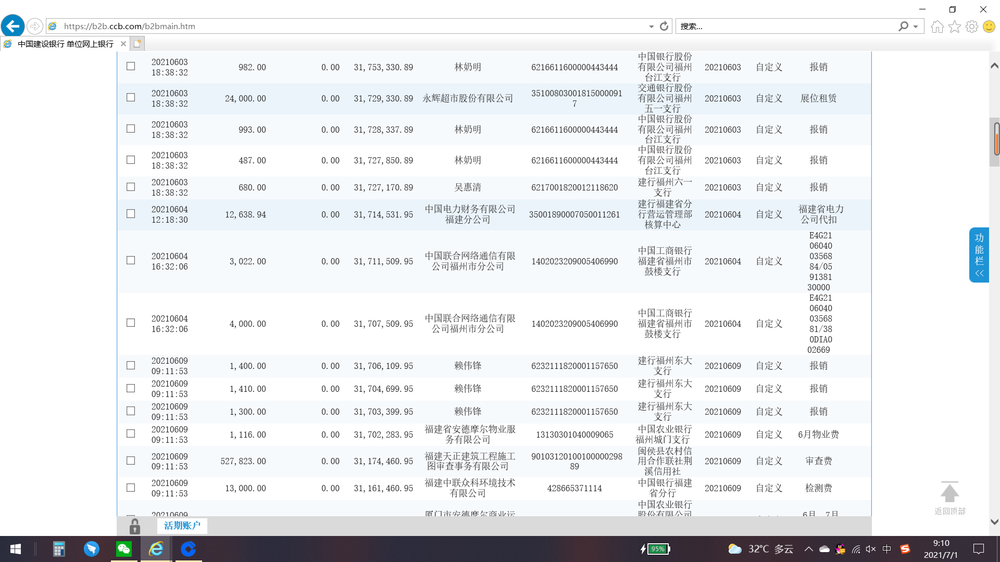 https://b2b.ccb.com/b2bmain.htm
搜索...
中国建设银行 单位网上银行
20210603 18:38:32 982.00 0.00 31,753,330.89 林奶明 6216611600000443444 中国银行股份有限公司福州台江支行 20210603 自定义 报销
20210603 18:38:32 24,000.00 0.00 31,729,330.89 永辉超市股份有限公司 351008030018150000917 交通银行股份有限公司福州五一支行 20210603 自定义 展位租赁
20210603 18:38:32 993.00 0.00 31,728,337.89 林奶明 6216611600000443444 中国银行股份有限公司福州台江支行 20210603 自定义 报销
20210603 18:38:32 487.00 0.00 31,727,850.89 林奶明 6216611600000443444 中国银行股份有限公司福州台江支行 20210603 自定义 报销
20210603 18:38:32 680.00 0.00 31,727,170.89 吴惠清 6217001820012118620 建行福州六一支行 20210603 自定义 报销
20210604 12:18:30 12,638.94 0.00 31,714,531.95 中国电力财务有限公司福建分公司 35001890007050011261 建行福建省分行营运管理部核算中心 20210604 自定义 福建省电力公司代扣
20210604 16:32:06 3,022.00 0.00 31,711,509.95 中国联合网络通信有限公司福州市分公司 1402023209005406990 中国工商银行福建省福州市鼓楼支行 20210604 自定义 E4G21060400356884/059138130000
20210604 16:32:06 4,000.00 0.00 31,707,509.95 中国联合网络通信有限公司福州市分公司 1402023209005406990 中国工商银行福建省福州市鼓楼支行 20210604 自定义 E4G21060400356881/380DIA002669
20210609 09:11:53 1,400.00 0.00 31,706,109.95 赖伟锋 6232111820001157650 建行福州东大支行 20210609 自定义 报销
20210609 09:11:53 1,410.00 0.00 31,704,699.95 赖伟锋 6232111820001157650 建行福州东大支行 20210609 自定义 报销
20210609 09:11:53 1,300.00 0.00 31,703,399.95 赖伟锋 6232111820001157650 建行福州东大支行 20210609 自定义 报销
20210609 09:11:53 1,116.00 0.00 31,702,283.95 福建省安德摩尔物业服务有限公司 13130301040009065 中国农业银行福州城门支行 20210609 自定义 6月物业费
20210609 09:11:53 527,823.00 0.00 31,174,460.95 福建天正建筑工程施工图审查事务有限公司 9010312010010000029889 闽侯县农村信用合作联社荆溪信用社 20210609 自定义 审查费
20210609 09:11:53 13,000.00 0.00 31,161,460.95 福建中联众科环境技术有限公司 428665371114 中国银行福建省分行 20210609 自定义 检测费
20210609 厦门市安德摩尔商业运 中国农业银行股份有限公司 6月、7月
功能栏
<<
返回顶部
活期账户
95%
32°C 多云
中
9:10
2021/7/1